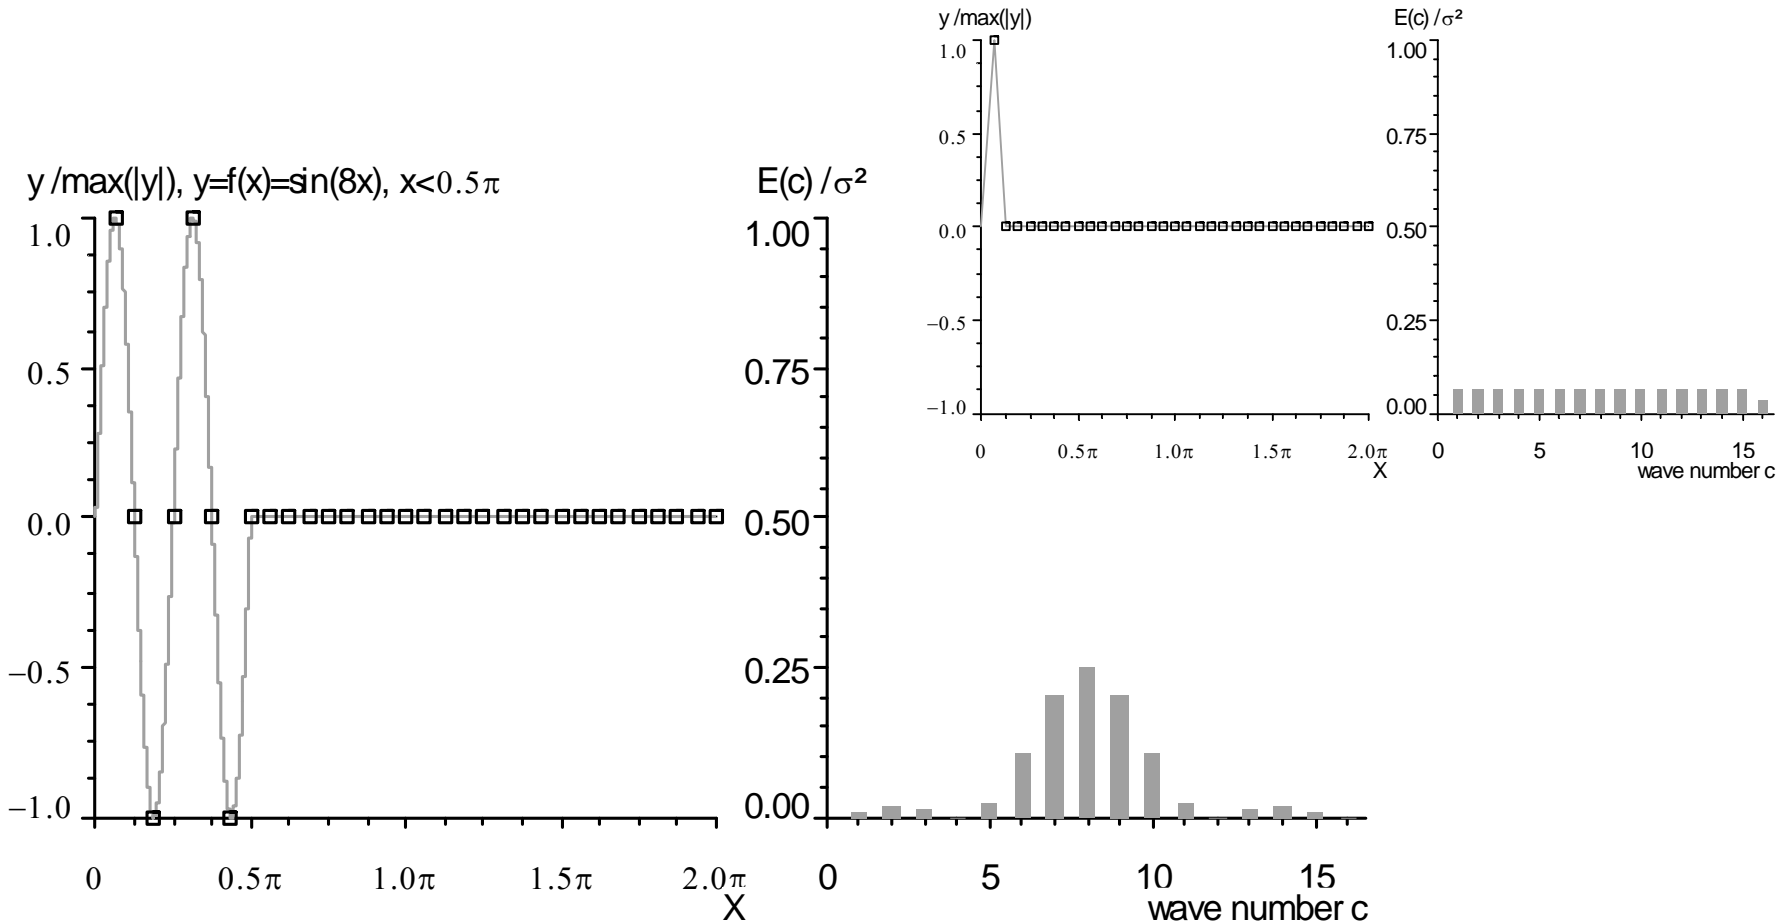 y /max(|y|)
1.0
0.5
0.0
−0.5
−1.0
0
0.5π
1.0π
1.5π
2.0π
X
E(c) /σ²
1.00
0.75
0.50
0.25
0.00
0
5
10
15
wave number c
y /max(|y|), y=f(x)=sin(8x), x<0.5π
1.0
0.5
0.0
−0.5
−1.0
0
0.5π
1.0π
1.5π
2.0π
X
E(c) /σ²
1.00
0.75
0.50
0.25
0.00
0
5
10
15
wave number c